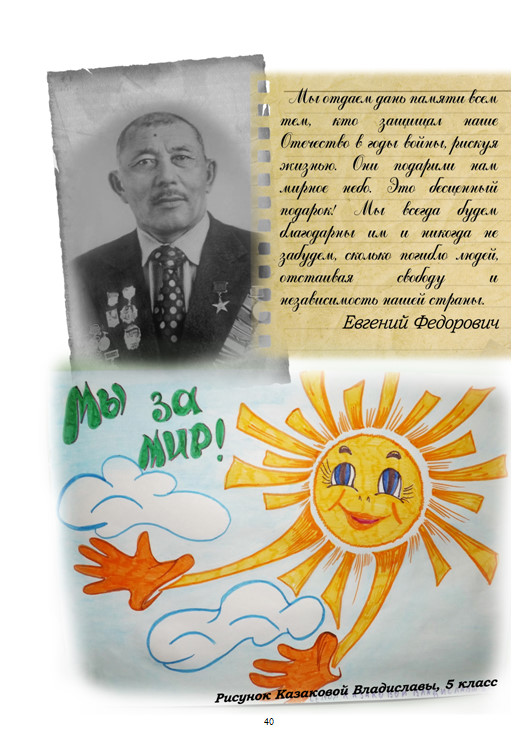 Мы отдаем дань памяти всем
тем, кто защищал наше
Отечество в годы войны, рискуя
жизнью. Они подарили нам
мирное небо. Это бесценный
подарок! Мы всегда будем
благодарны им и никогда не
забудем, сколько погибло людей,
отстаивая свободу и
независимость нашей страны.
Евгений Федорович
Мы за
мир!
Рисунок Казаковой Владиславы, 5 класс
40